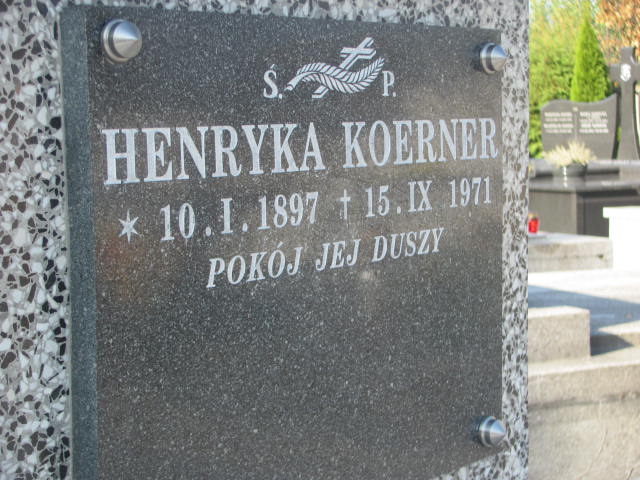 Ś. P.
HENRYKA KOERNER
* 10.I.1897 † 15.IX 1971
POKÓJ JEJ DUSZY